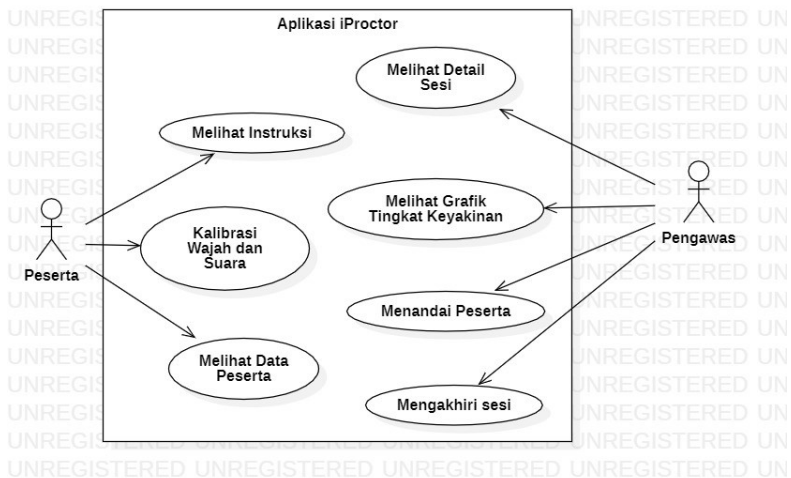 Aplikasi iProctor
Melihat Detail
Sesi
Melihat Instruksi
Melihat Grafik
Tingkat Keyakinan
Kalibrasi
Wajah dan
Suara
Peserta
Pengawas
Menandai Peserta
Melihat Data
Peserta
Mengakhiri sesi
UNREGISTERED UNREGISTERED UNREGISTERED UNREGISTERED UN